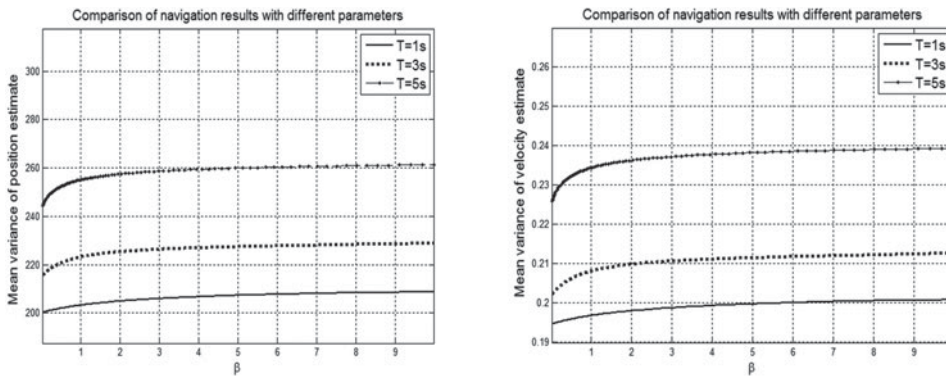 Comparison of navigation results with different parameters
Mean variance of position estimate
300
280
260
240
220
200
T=1s
T=3s
T=5s
1 2 3 4 5 6 7 8 9
β
Comparison of navigation results with different parameters
Mean variance of velocity estimate
0.26
0.25
0.24
0.23
0.22
0.21
0.2
0.19
T=1s
T=3s
T=5s
1 2 3 4 5 6 7 8 9
β